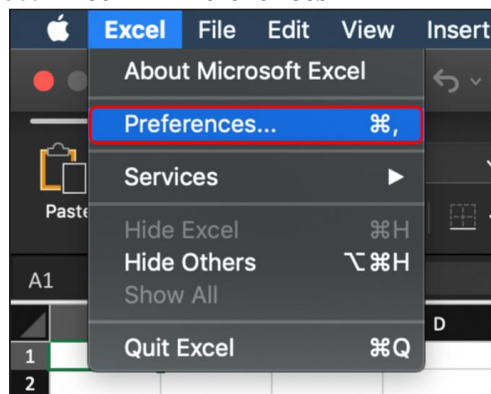 Excel File Edit View Insert
About Microsoft Excel
Preferences... ⌘,
Services ▶
Paste
Hide Excel ⌘H
Hide Others ⌥⌘H
A1
Show All
D
Quit Excel ⌘Q
1
2